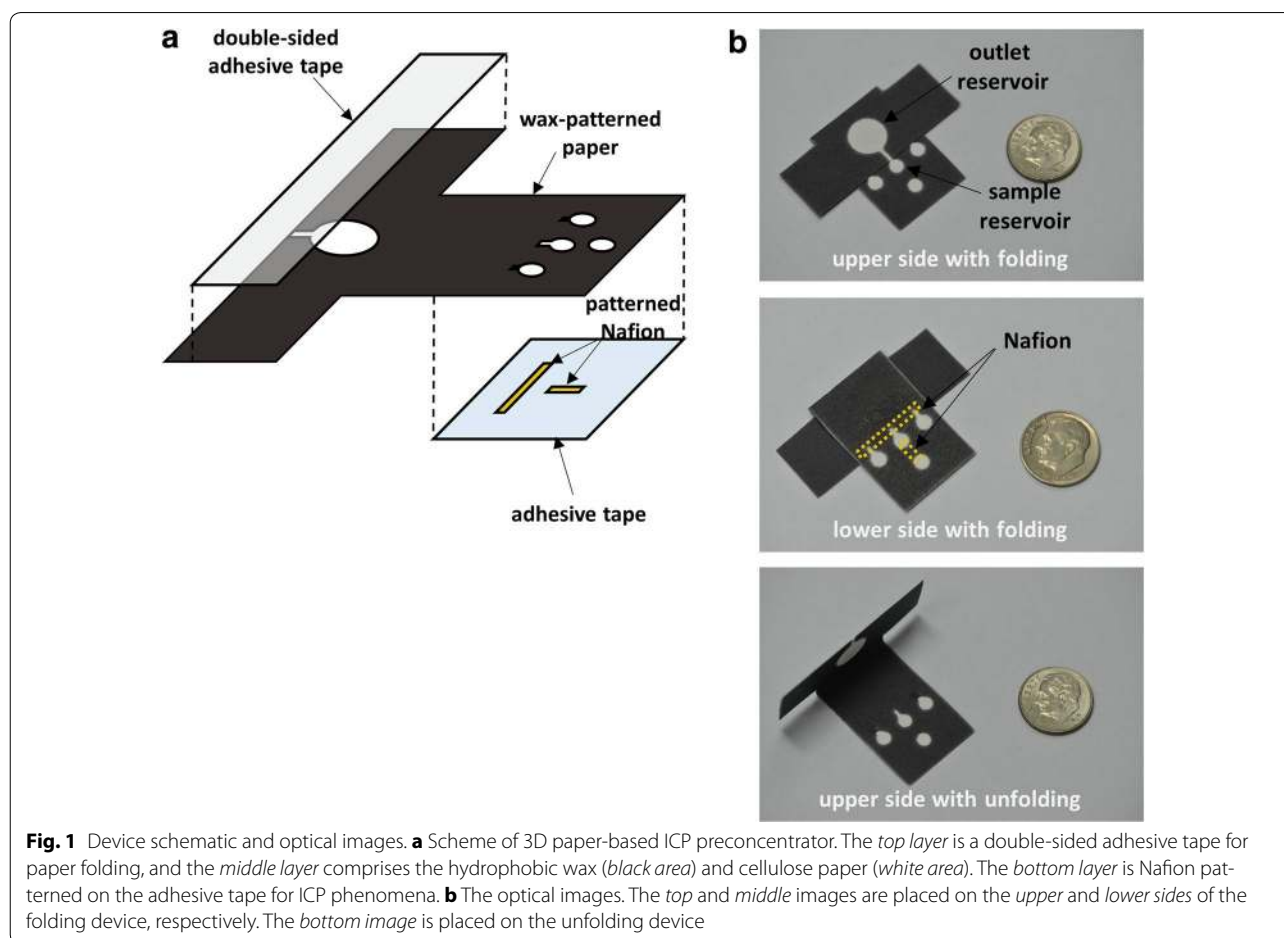 a
double-sided
adhesive tape
wax-patterned
paper
patterned
Nafion
adhesive tape
b
outlet
reservoir
sample
reservoir
upper side with folding
Nafion
lower side with folding
upper side with unfolding
Fig. 1 Device schematic and optical images. a Scheme of 3D paper-based ICP preconcentrator. The top layer is a double-sided adhesive tape for
paper folding, and the middle layer comprises the hydrophobic wax (black area) and cellulose paper (white area). The bottom layer is Nafion pat-
terned on the adhesive tape for ICP phenomena. b The optical images. The top and middle images are placed on the upper and lower sides of the
folding device, respectively. The bottom image is placed on the unfolding device